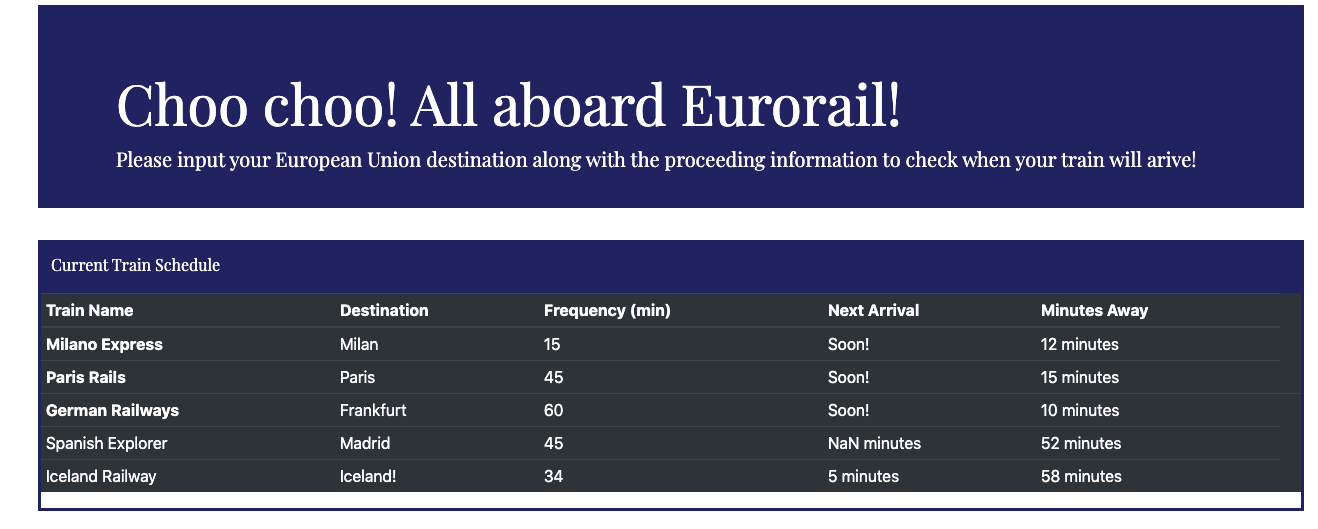 Choo choo! All aboard Eurorail!
Please input your European Union destination along with the proceeding information to check when your train will arive!
Current Train Schedule
Train Name Destination Frequency (min) Next Arrival Minutes Away
Milano Express Milan 15 Soon! 12 minutes
Paris Rails Paris 45 Soon! 15 minutes
German Railways Frankfurt 60 Soon! 10 minutes
Spanish Explorer Madrid 45 NaN minutes 52 minutes
Iceland Railway Iceland! 34 5 minutes 58 minutes